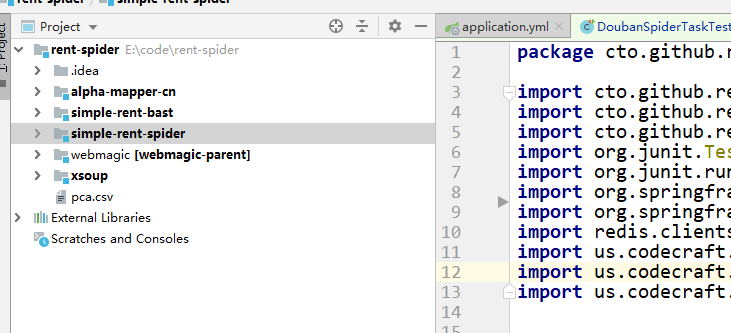 rent-spider simple-rent-spider
1: Project
Project
rent-spider E:\code\rent-spider
.idea
alpha-mapper-cn
simple-rent-bast
simple-rent-spider
webmagic [webmagic-parent]
xsoup
pca.csv
External Libraries
Scratches and Consoles
application.yml DoubanSpiderTaskTest
1 package cto.github.r
2
3 import cto.github.re
4 import cto.github.re
5 import cto.github.re
6 import org.junit.Tes
7 import org.junit.run
8 import org.springfra
9 import org.springfra
10 import redis.clients
11 import us.codecraft.
12 import us.codecraft.
13 import us.codecraft.
14